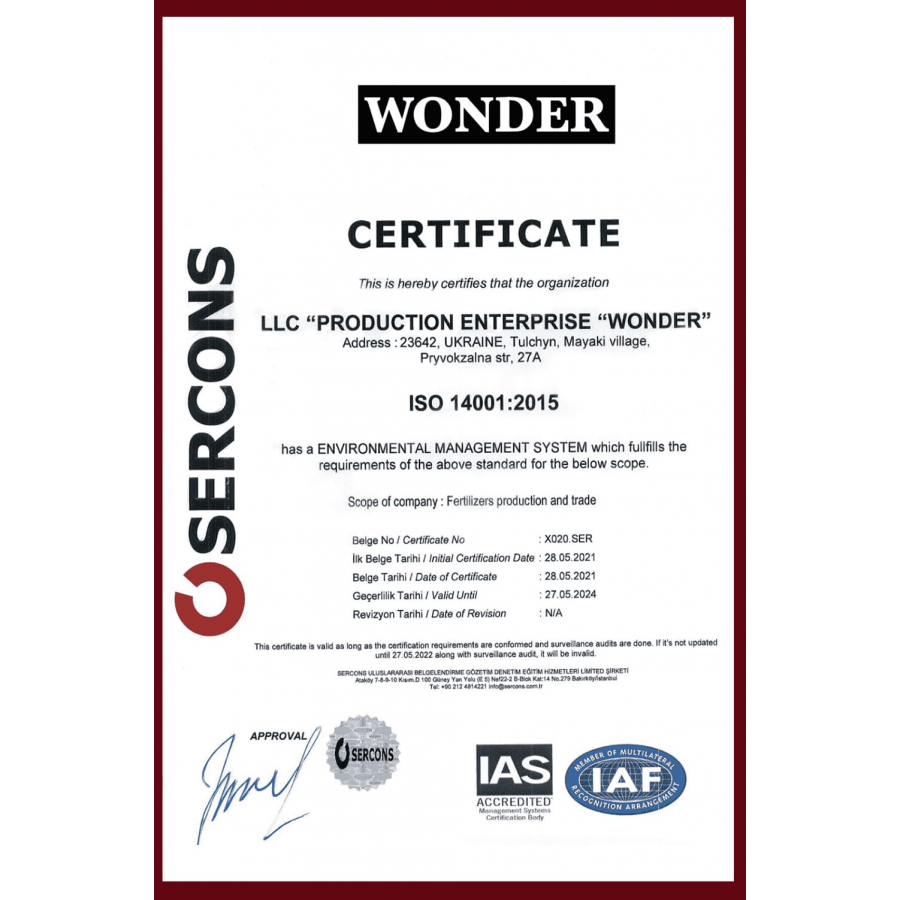 WONDER
CERTIFICATE
This is hereby certifies that the organization
LLC “PRODUCTION ENTERPRISE “WONDER”
Address : 23642, UKRAINE, Tulchyn, Mayaki village,
Pryvokzalna str, 27A
ISO 14001:2015
has a ENVIRONMENTAL MANAGEMENT SYSTEM which fullfills the
requirements of the above standard for the below scope.
Scope of company : Fertilizers production and trade
Belge No / Certificate No : X020.SER
İlk Belge Tarihi / Initial Certification Date : 28.05.2021
Belge Tarihi / Date of Certificate : 28.05.2021
Geçerlilik Tarihi / Valid Until : 27.05.2024
Revizyon Tarihi / Date of Revision : N/A
This certificate is valid as long as the certification requirements are conformed and surveillance audits are done. If it's not updated
until 27.05.2022 along with surveillance audit, it will be invalid.
SERCONS ULUSLARARASI BELGELENDİRME GÖZETİM DENETİM EĞİTİM HİZMETLERİ LİMİTED ŞİRKETİ
Ataköy 7-8-9-10 Kısım.D 100 Güney Yan Yolu (E 5) Nef22-2 B-Blok Kat:14 No.279 Bakırköy/İstanbul
Tel: +90 212 4814221 info@sercons.com.tr
SERCONS
APPROVAL
SERCONS
IAS
ACCREDITED
Management Systems
Certification Body
MEMBER OF MULTILATERAL
IAF
RECOGNITION ARRANGEMENT